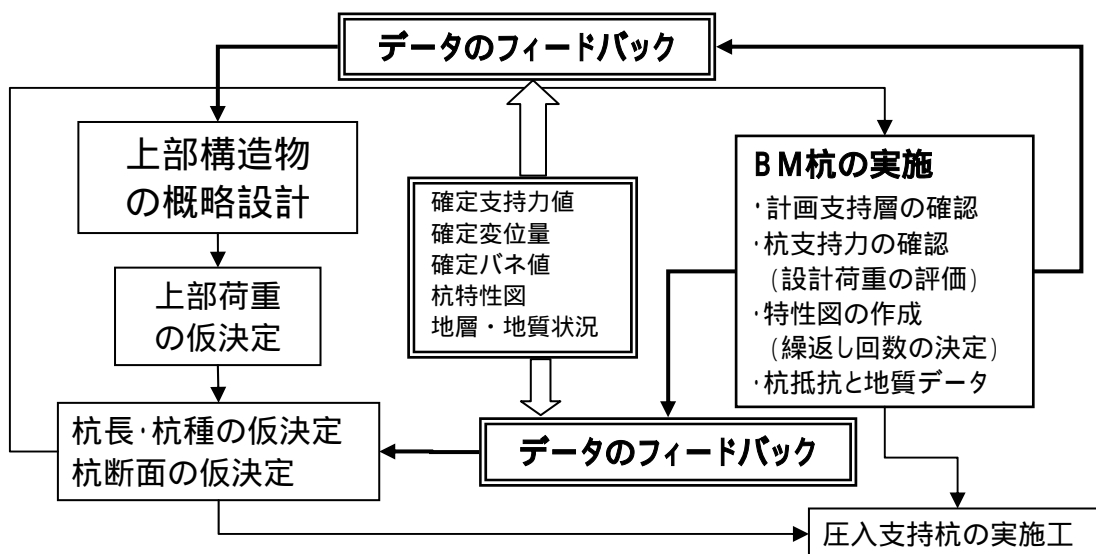 データのフィードバック
上部構造物
の概略設計
上部荷重
の仮決定
杭長・杭種の仮決定
杭断面の仮決定
確定支持力値
確定変位量
確定バネ値
杭特性図
地層・地質状況
データのフィードバック
BM杭の実施
・計画支持層の確認
・杭支持力の確認
(設計荷重の評価)
・特性図の作成
(繰返し回数の決定)
・杭抵抗と地質データ
圧入支持杭の実施工